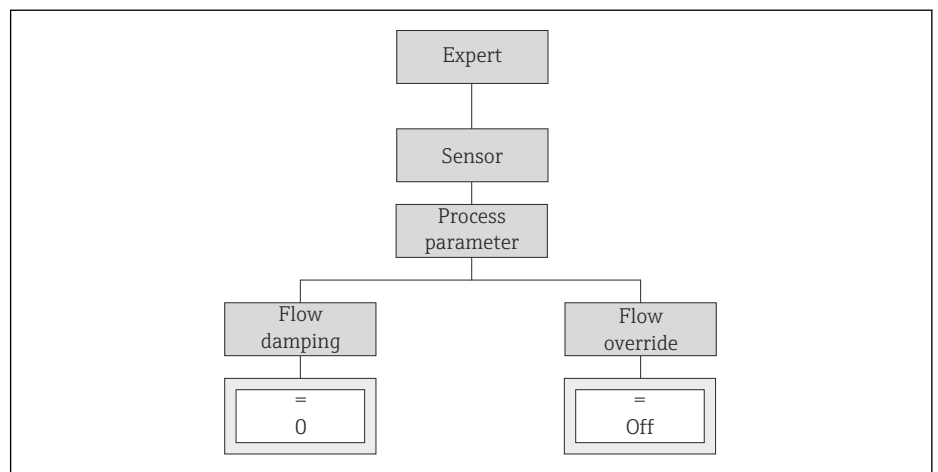 Expert
Sensor
Process
parameter
Flow
damping
Flow
override
=
0
=
Off